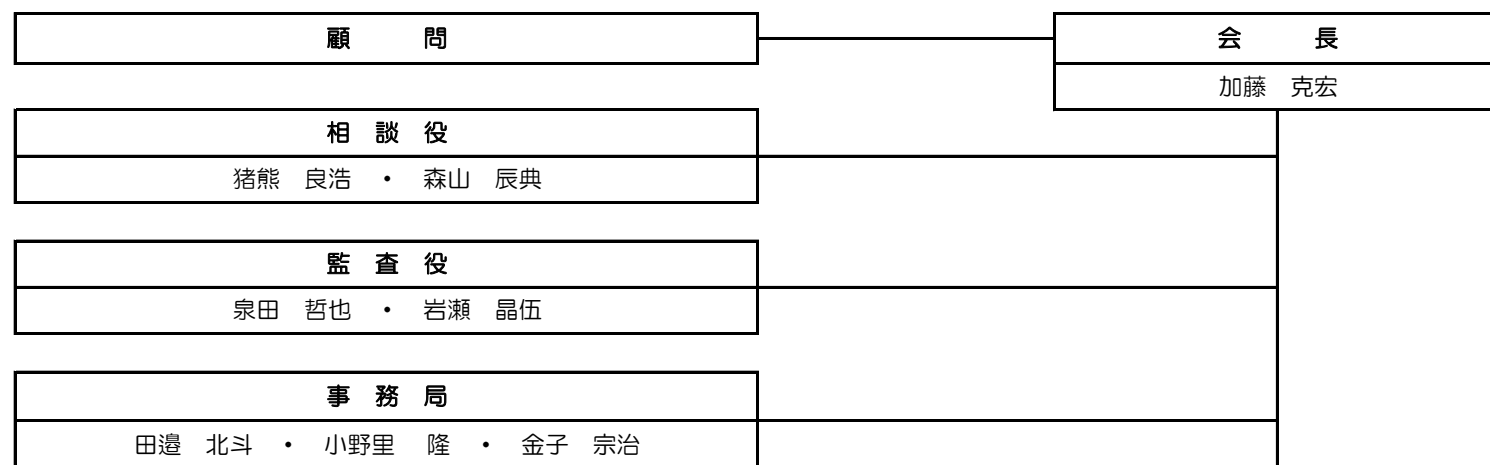 顧　　問
会　　長
加藤　克宏
相　談　役
猪熊　良浩　・　森山　辰典
監　査　役
泉田　哲也　・　岩瀬　晶伍
事　務　局
田邉　北斗　・　小野里　隆　・　金子　宗治